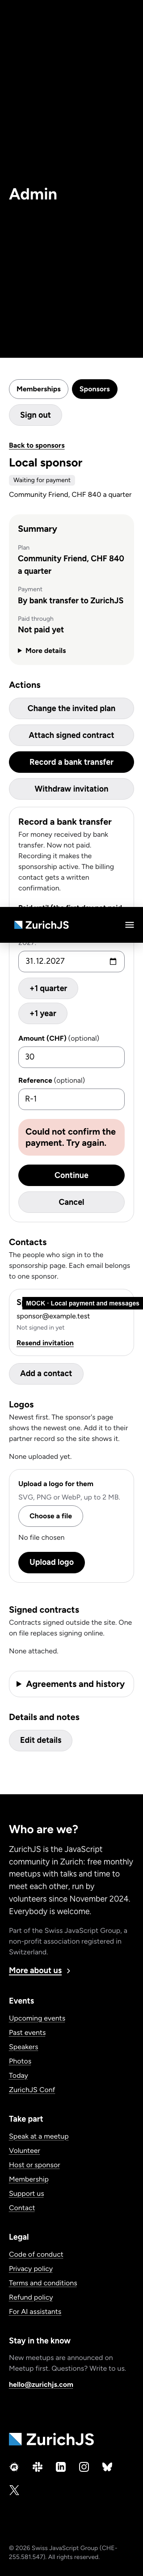 Admin
Memberships
Sponsors
Sign out
Back to sponsors
Local sponsor
Waiting for payment
Community Friend, CHF 840 a quarter
Summary
Plan
Community Friend, CHF 840
a quarter
Payment
By bank transfer to ZurichJS
Paid through
Not paid yet
More details
Actions
Change the invited plan
Attach signed contract
Record a bank transfer
Withdraw invitation
Record a bank transfer
For money received by bank
transfer. Now not paid.
Recording it makes the
sponsorship active. The billing
contact gets a written
confirmation.
ZurichJS
2027.
31.12.2027
+1 quarter
+1 year
Amount (CHF) (optional)
30
Reference (optional)
R-1
Could not confirm the
payment. Try again.
Continue
Cancel
Contacts
The people who sign in to the
sponsorship page. Each email belongs
to one sponsor.
MOCK · Local payment and messages
sponsor@example.test
Not signed in yet
Resend invitation
Add a contact
Logos
Newest first. The sponsor's page
shows the newest one. Add it to their
partner record so the site shows it.
None uploaded yet.
Upload a logo for them
SVG, PNG or WebP, up to 2 MB.
Choose a file
No file chosen
Upload logo
Signed contracts
Contracts signed outside the site. One
on file replaces signing online.
None attached.
Agreements and history
Details and notes
Edit details
Who are we?
ZurichJS is the JavaScript
community in Zurich: free monthly
meetups with talks and time to
meet each other, run by
volunteers since November 2024.
Everybody is welcome.
Part of the Swiss JavaScript Group, a
non-profit association registered in
Switzerland.
More about us
Events
Upcoming events
Past events
Speakers
Photos
Today
ZurichJS Conf
Take part
Speak at a meetup
Volunteer
Host or sponsor
Membership
Support us
Contact
Legal
Code of conduct
Privacy policy
Terms and conditions
Refund policy
For AI assistants
Stay in the know
New meetups are announced on
Meetup first. Questions? Write to us.
hello@zurichjs.com
ZurichJS
© 2026 Swiss JavaScript Group (CHE-
255.581.547). All rights reserved.